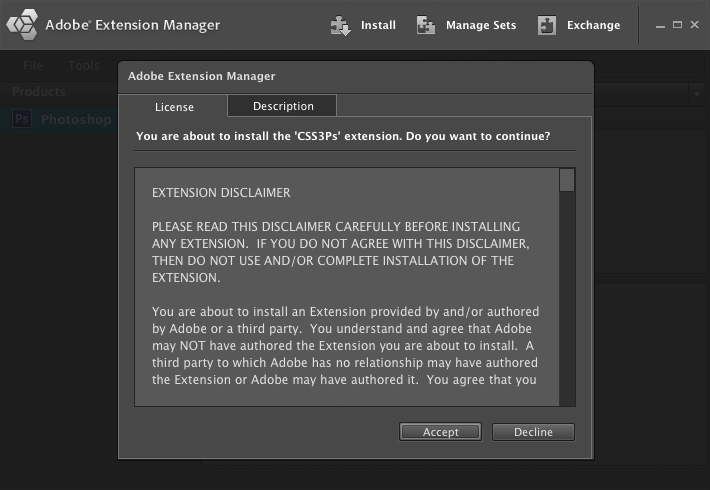 Adobe® Extension Manager
Install
Manage Sets
Exchange
File Tools
Products
Ps Photoshop
Adobe Extension Manager
License
Description
You are about to install the 'CSS3Ps' extension. Do you want to continue?
EXTENSION DISCLAIMER
PLEASE READ THIS DISCLAIMER CAREFULLY BEFORE INSTALLING
ANY EXTENSION. IF YOU DO NOT AGREE WITH THIS DISCLAIMER,
THEN DO NOT USE AND/OR COMPLETE INSTALLATION OF THE
EXTENSION.
You are about to install an Extension provided by and/or authored
by Adobe or a third party. You understand and agree that Adobe
may NOT have authored the Extension you are about to install. A
third party to which Adobe has no relationship may have authored
the Extension or Adobe may have authored it. You agree that you
Accept
Decline